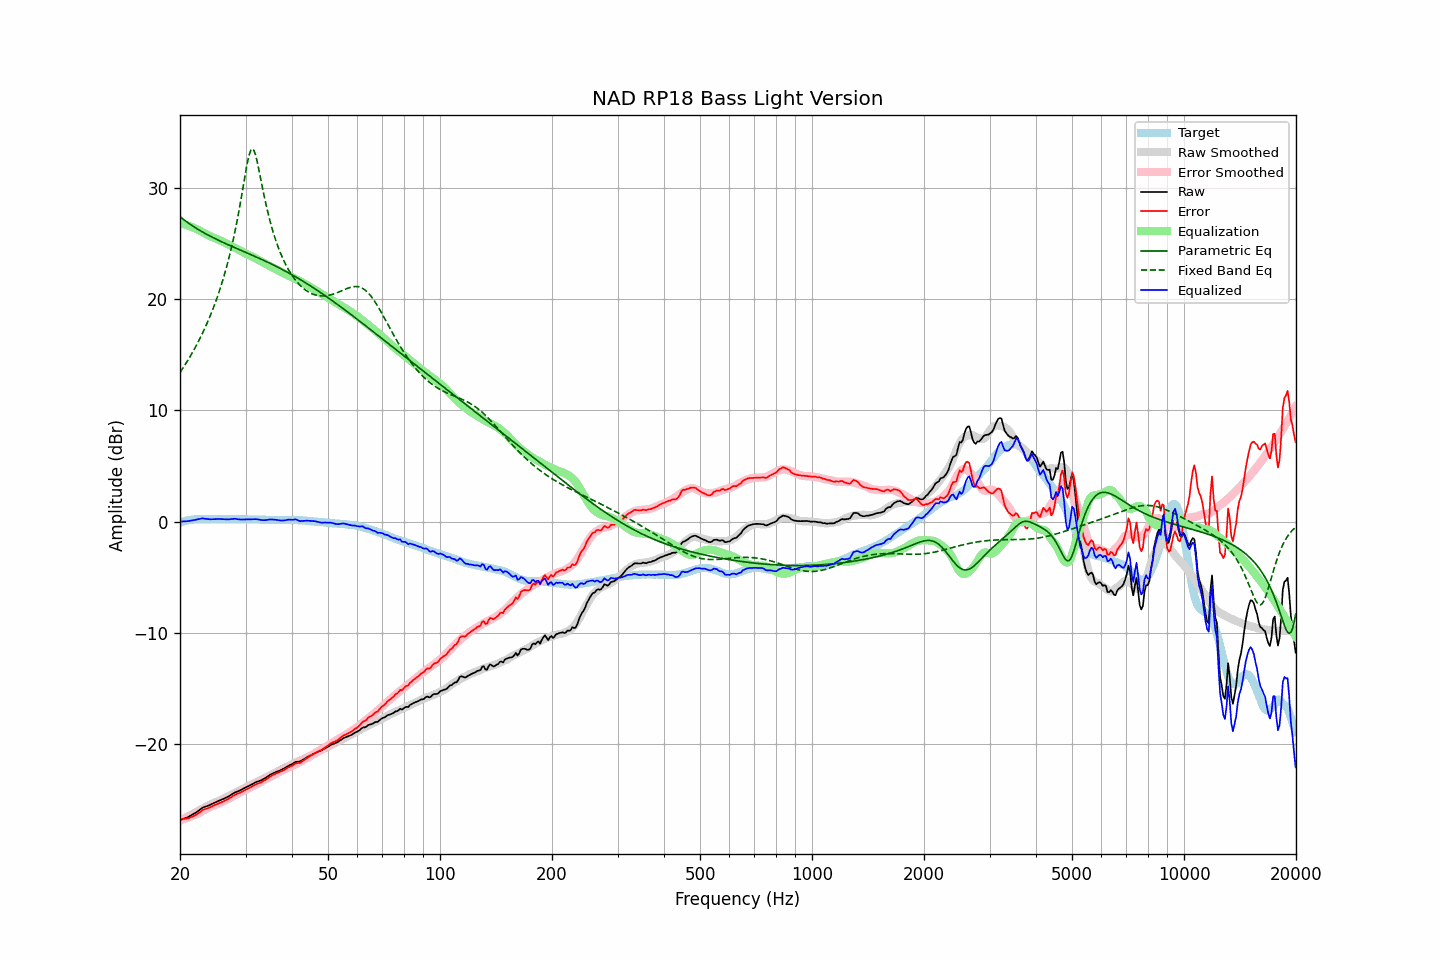 NAD RP18 Bass Light Version
Amplitude (dBr)
30
20
10
0
−10
−20
Target
Raw Smoothed
Error Smoothed
Raw
Error
Equalization
Parametric Eq
Fixed Band Eq
Equalized
20
50
100
200
500
1000
2000
5000
10000
20000
Frequency (Hz)